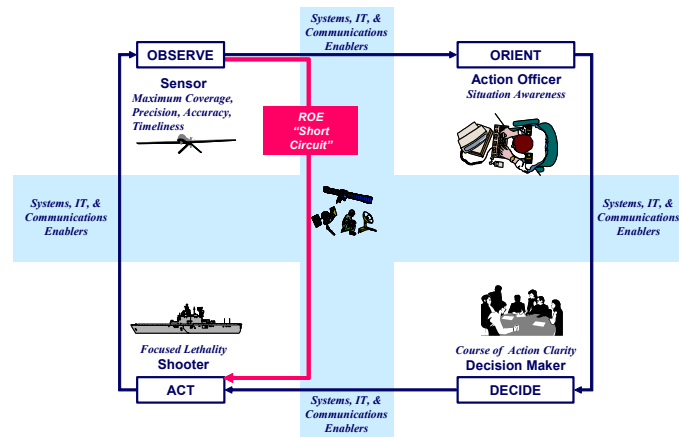 Systems, IT, &
Communications
Enablers
OBSERVE
ORIENT
Sensor
Maximum Coverage,
Precision, Accuracy,
Timeliness
Action Officer
Situation Awareness
ROE
“Short
Circuit”
Systems, IT, &
Communications
Enablers
Systems, IT, &
Communications
Enablers
Focused Lethality
Shooter
ACT
Course of Action Clarity
Decision Maker
DECIDE
Systems, IT, &
Communications
Enablers